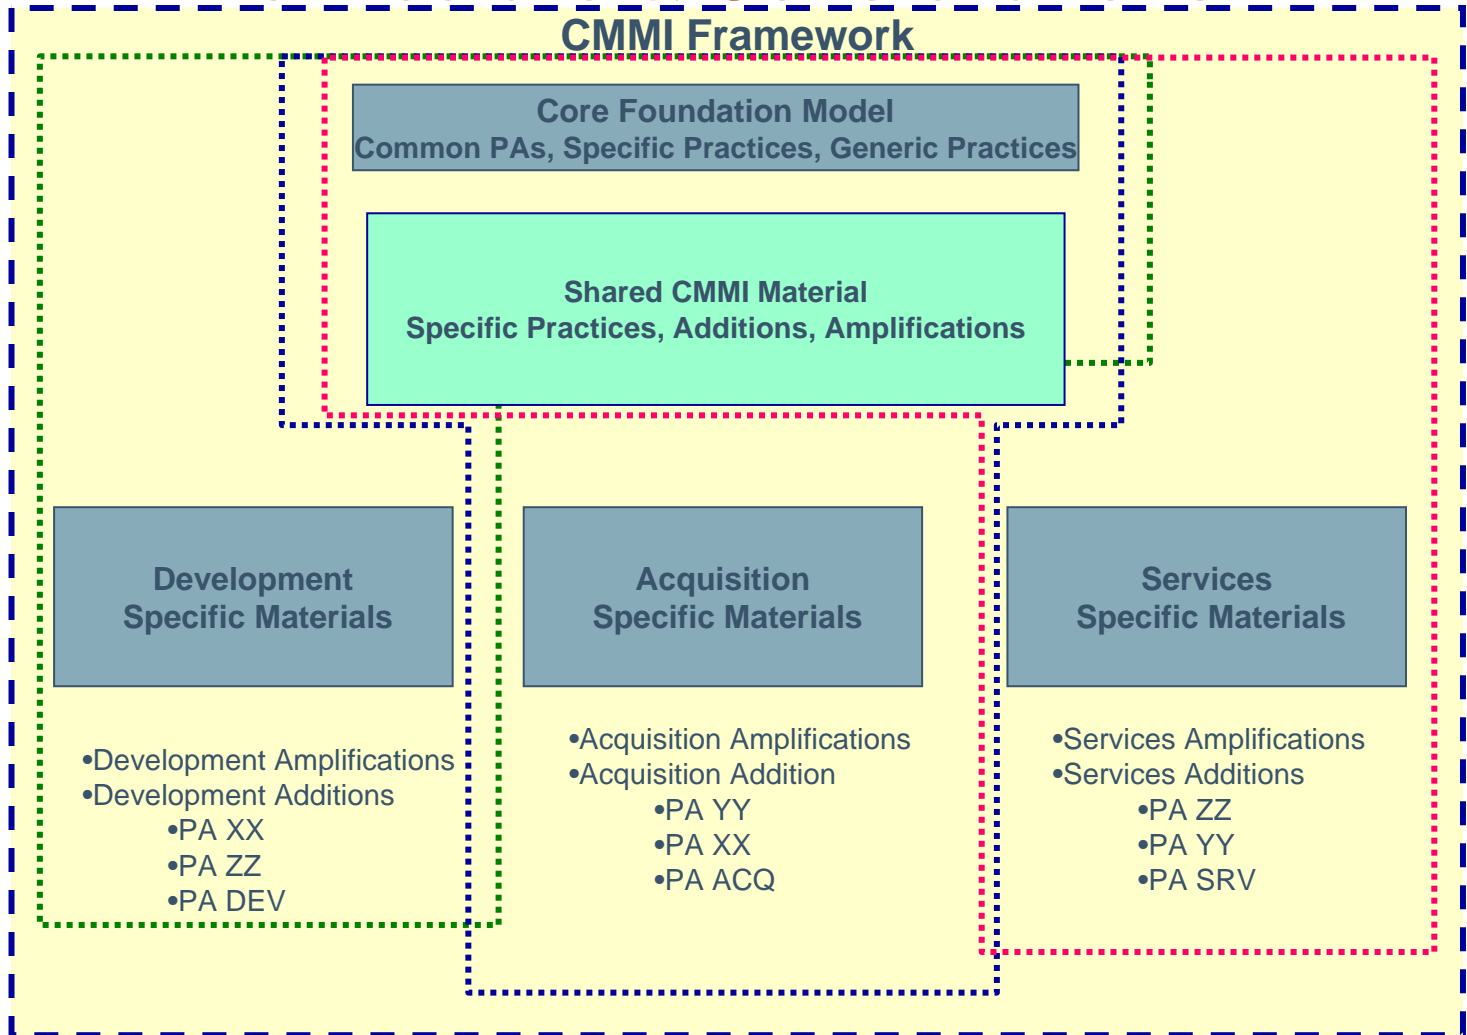 CMMI Framework
Core Foundation Model
Common PAs, Specific Practices, Generic Practices
Shared CMMI Material
Specific Practices, Additions, Amplifications
Development
Specific Materials
Acquisition
Specific Materials
Services
Specific Materials
•Development Amplifications
•Development Additions
•PA XX
•PA ZZ
•PA DEV
•Acquisition Amplifications
•Acquisition Addition
•PA YY
•PA XX
•PA ACQ
•Services Amplifications
•Services Additions
•PA ZZ
•PA YY
•PA SRV